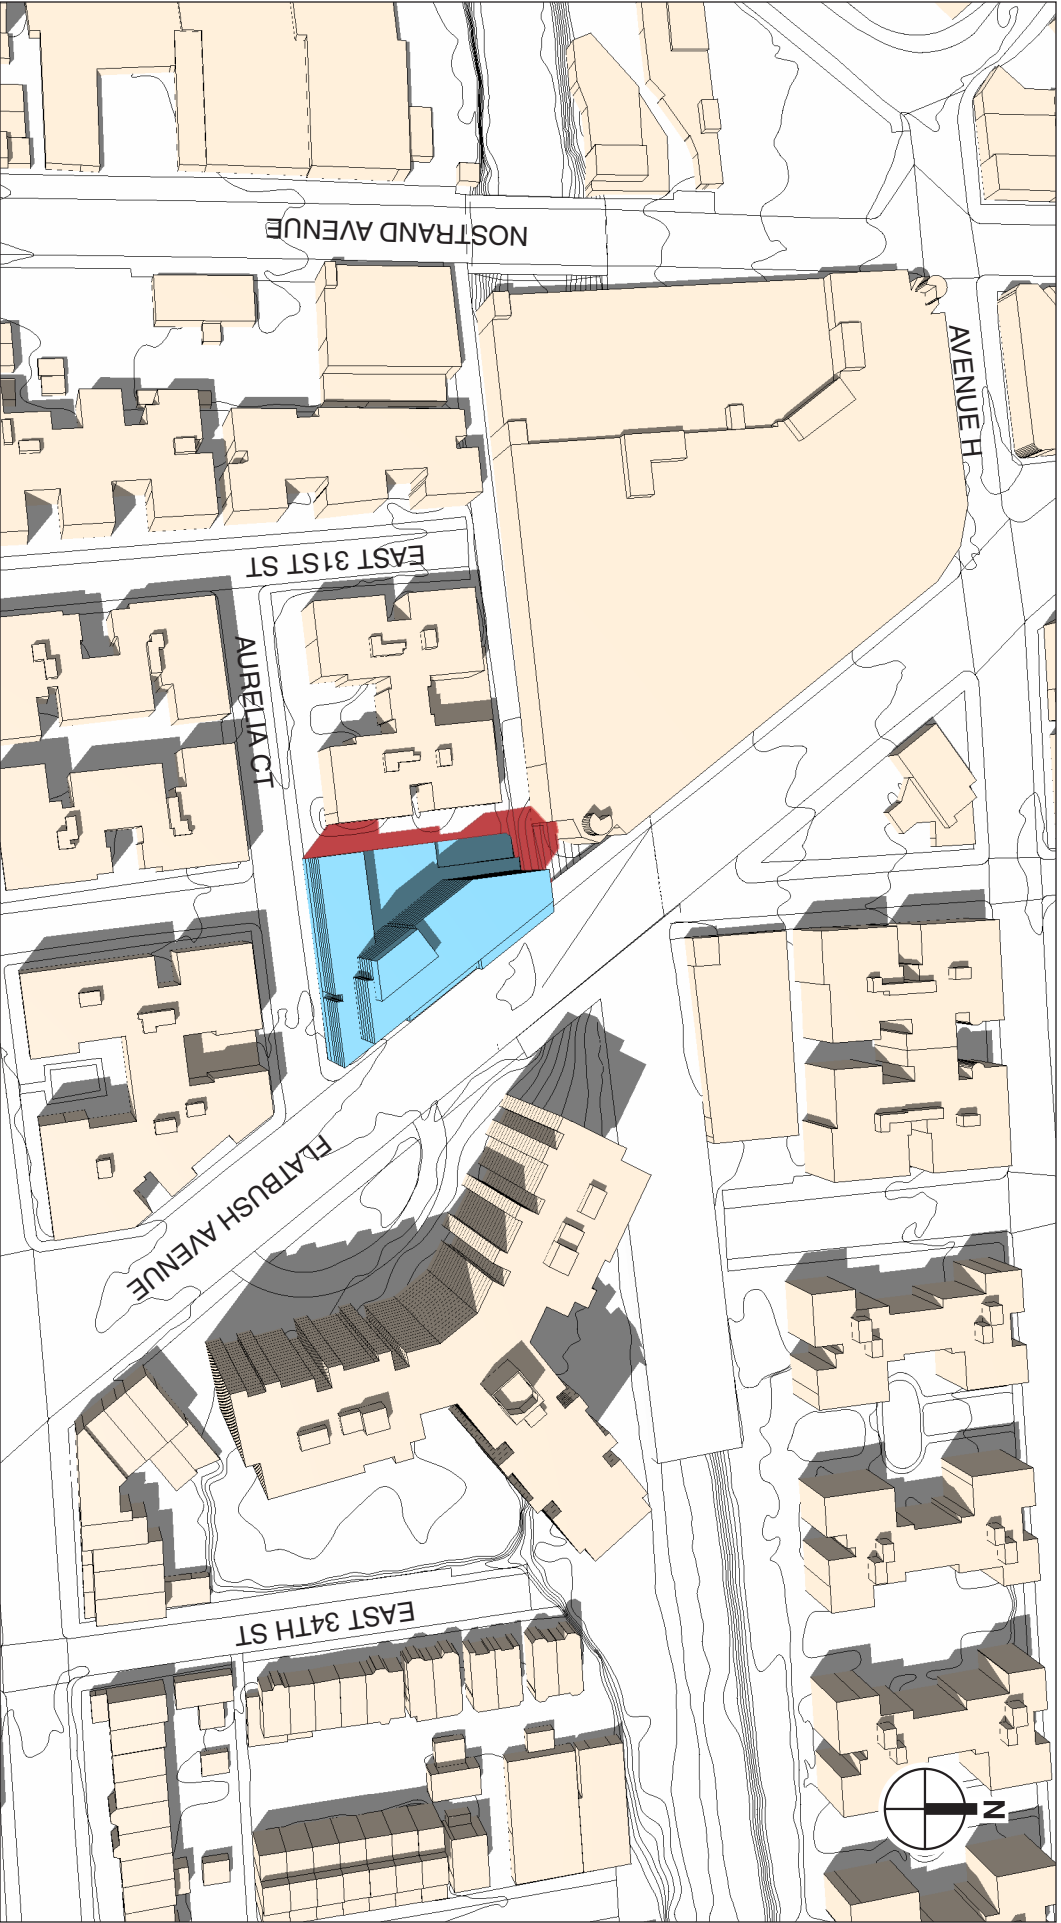 NOSTRAND AVENUE
AVENUE H
EAST 31ST ST
AURELIA CT
FLATBUSH AVENUE
EAST 34TH ST
N